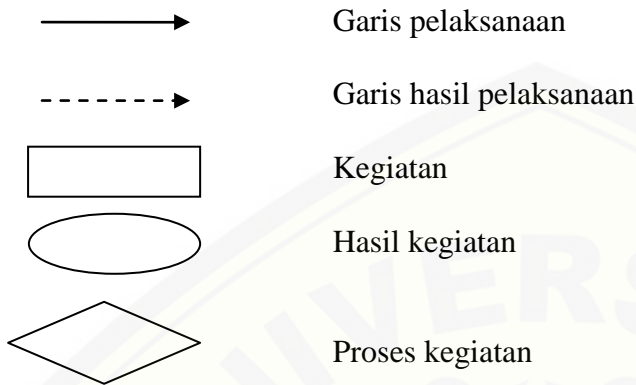 Garis pelaksanaan
Garis hasil pelaksanaan
Kegiatan
Hasil kegiatan
Proses kegiatan